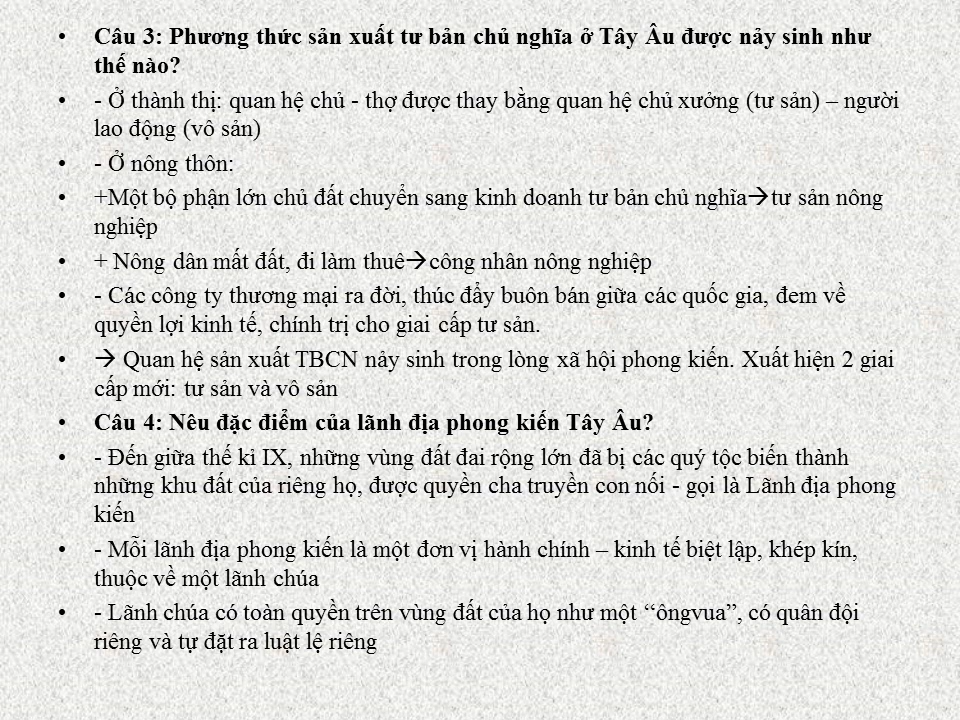 • Câu 3: Phương thức sản xuất tư bản chủ nghĩa ở Tây Âu được nảy sinh như
thế nào?
• - Ở thành thị: quan hệ chủ - thợ được thay bằng quan hệ chủ xưởng (tư sản) – người
lao động (vô sản)
• - Ở nông thôn:
• +Một bộ phận lớn chủ đất chuyển sang kinh doanh tư bản chủ nghĩa→tư sản nông
nghiệp
• + Nông dân mất đất, đi làm thuê→công nhân nông nghiệp
• - Các công ty thương mại ra đời, thúc đẩy buôn bán giữa các quốc gia, đem về
quyền lợi kinh tế, chính trị cho giai cấp tư sản.
• → Quan hệ sản xuất TBCN nảy sinh trong lòng xã hội phong kiến. Xuất hiện 2 giai
cấp mới: tư sản và vô sản
• Câu 4: Nêu đặc điểm của lãnh địa phong kiến Tây Âu?
• - Đến giữa thế kỉ IX, những vùng đất đai rộng lớn đã bị các quý tộc biến thành
những khu đất của riêng họ, được quyền cha truyền con nối - gọi là Lãnh địa phong
kiến
• - Mỗi lãnh địa phong kiến là một đơn vị hành chính – kinh tế biệt lập, khép kín,
thuộc về một lãnh chúa
• - Lãnh chúa có toàn quyền trên vùng đất của họ như một “ôngvua”, có quân đội
riêng và tự đặt ra luật lệ riêng